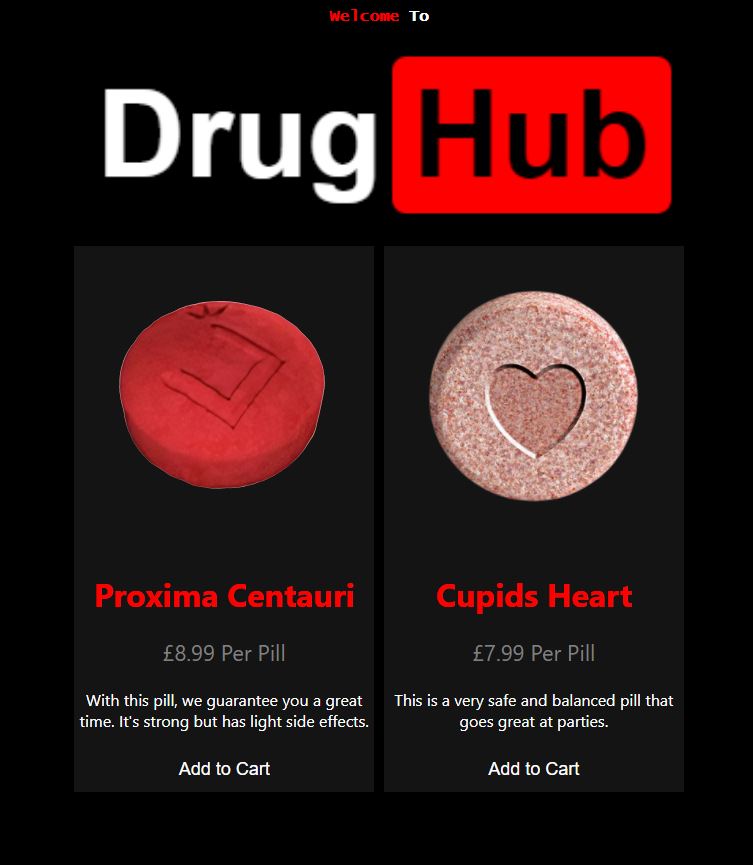 Welcome To
Drug Hub
Proxima Centauri
Cupids Heart
£8.99 Per Pill
£7.99 Per Pill
With this pill, we guarantee you a great
time. It's strong but has light side effects.
This is a very safe and balanced pill that
goes great at parties.
Add to Cart
Add to Cart